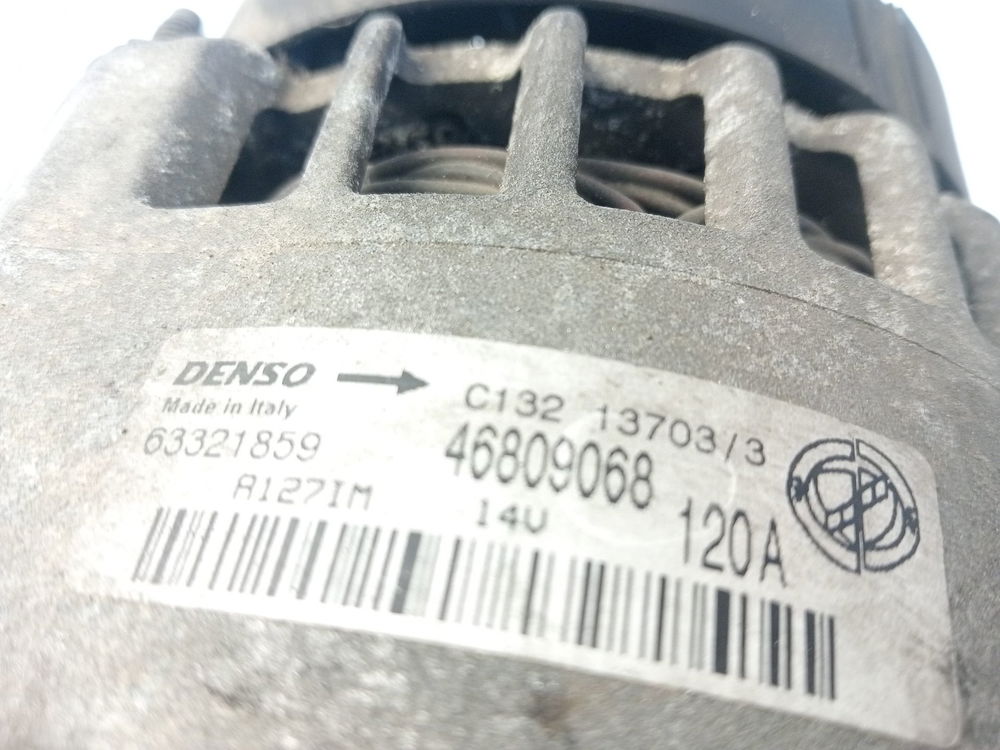 DENSO
Made in Italy
63321859
A127IM
C132 13703/3
46809068
14V
120A